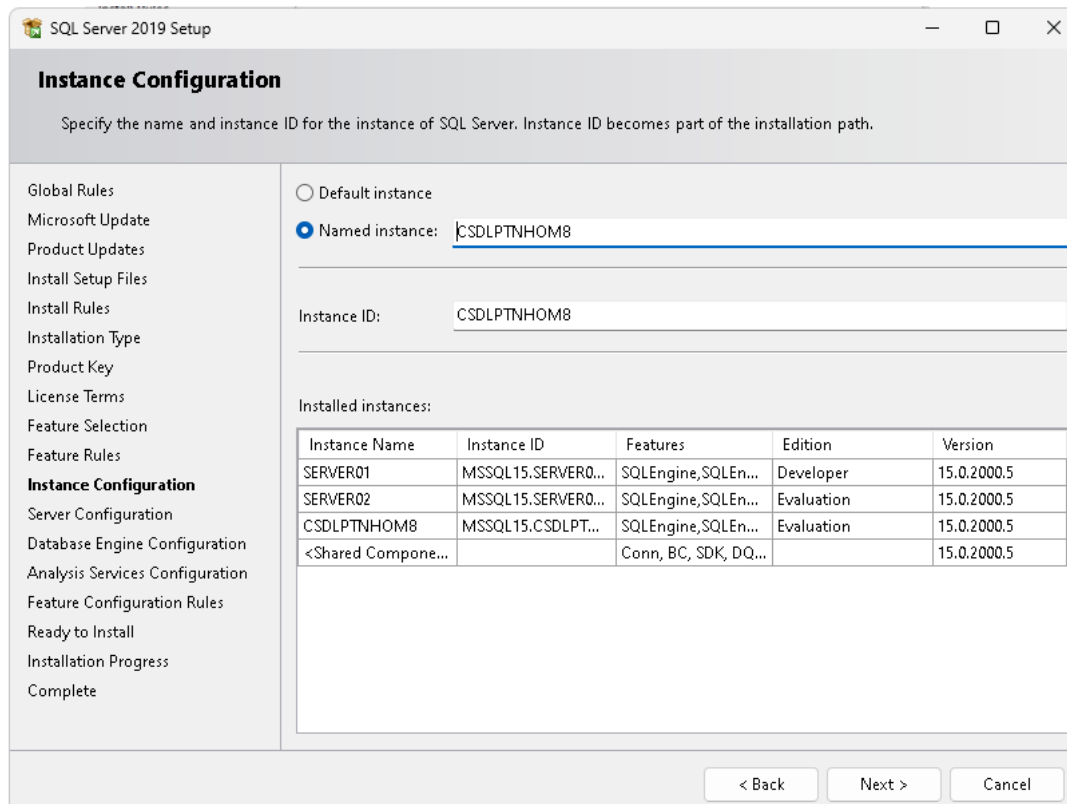 SQL Server 2019 Setup
Instance Configuration
Specify the name and instance ID for the instance of SQL Server. Instance ID becomes part of the installation path.
Global Rules
Microsoft Update
Product Updates
Install Setup Files
Install Rules
Installation Type
Product Key
License Terms
Feature Selection
Feature Rules
Instance Configuration
Server Configuration
Database Engine Configuration
Analysis Services Configuration
Feature Configuration Rules
Ready to Install
Installation Progress
Complete
Default instance
Named instance: CSDLPTNHOM8
Instance ID: CSDLPTNHOM8
Installed instances:
Instance Name Instance ID Features Edition Version
SERVER01 MSSQL15.SERVER0... SQLEngine,SQLEn... Developer 15.0.2000.5
SERVER02 MSSQL15.SERVER0... SQLEngine,SQLEn... Evaluation 15.0.2000.5
CSDLPTNHOM8 MSSQL15.CSDLPT... SQLEngine,SQLEn... Evaluation 15.0.2000.5
<Shared Compone... Conn, BC, SDK, DQ... 15.0.2000.5
< Back Next > Cancel